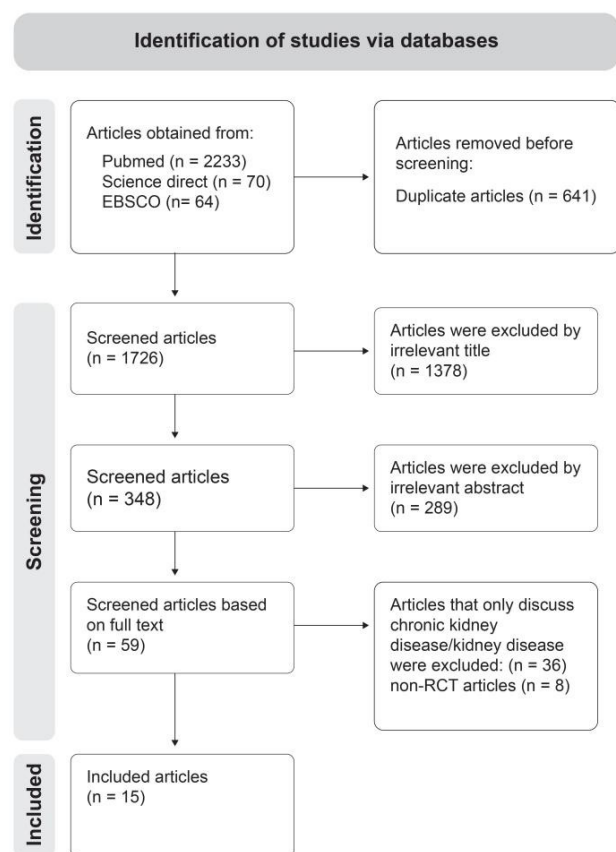 Identification of studies via databases
Identification
Articles obtained from:
Pubmed (n = 2233)
Science direct (n = 70)
EBSCO (n= 64)
Articles removed before
screening:
Duplicate articles (n = 641)
Screening
Screened articles
(n = 1726)
Articles were excluded by
irrelevant title
(n = 1378)
Screened articles
(n = 348)
Articles were excluded by
irrelevant abstract
(n = 289)
Screened articles based
on full text
(n = 59)
Articles that only discuss
chronic kidney
disease/kidney disease
were excluded: (n = 36)
non-RCT articles (n = 8)
Included
Included articles
(n = 15)